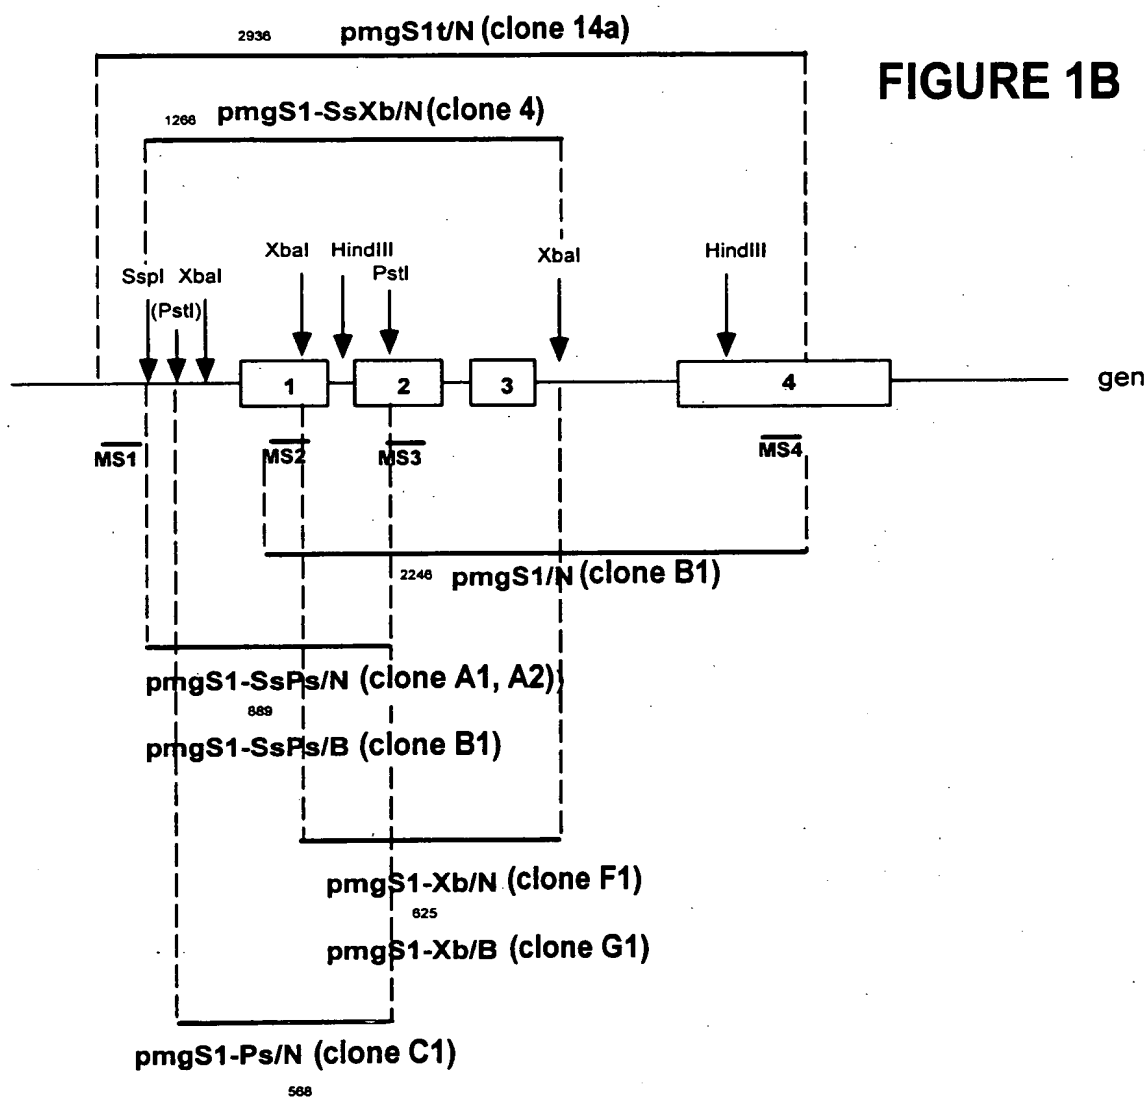 2936 pmgS1t/N (clone 14a)
FIGURE 1B
1266 pmgS1-SsXb/N (clone 4)
XbaI HindIII XbaI HindIII
SspI XbaI PstI
(PstI)
1 2 3 4 gen
MS1 MS2 MS3 MS4
2246 pmgS1/N (clone B1)
pmgS1-SsPs/N (clone A1, A2)
889
pmgS1-SsPs/B (clone B1)
pmgS1-Xb/N (clone F1)
625
pmgS1-Xb/B (clone G1)
pmgS1-Ps/N (clone C1)
568